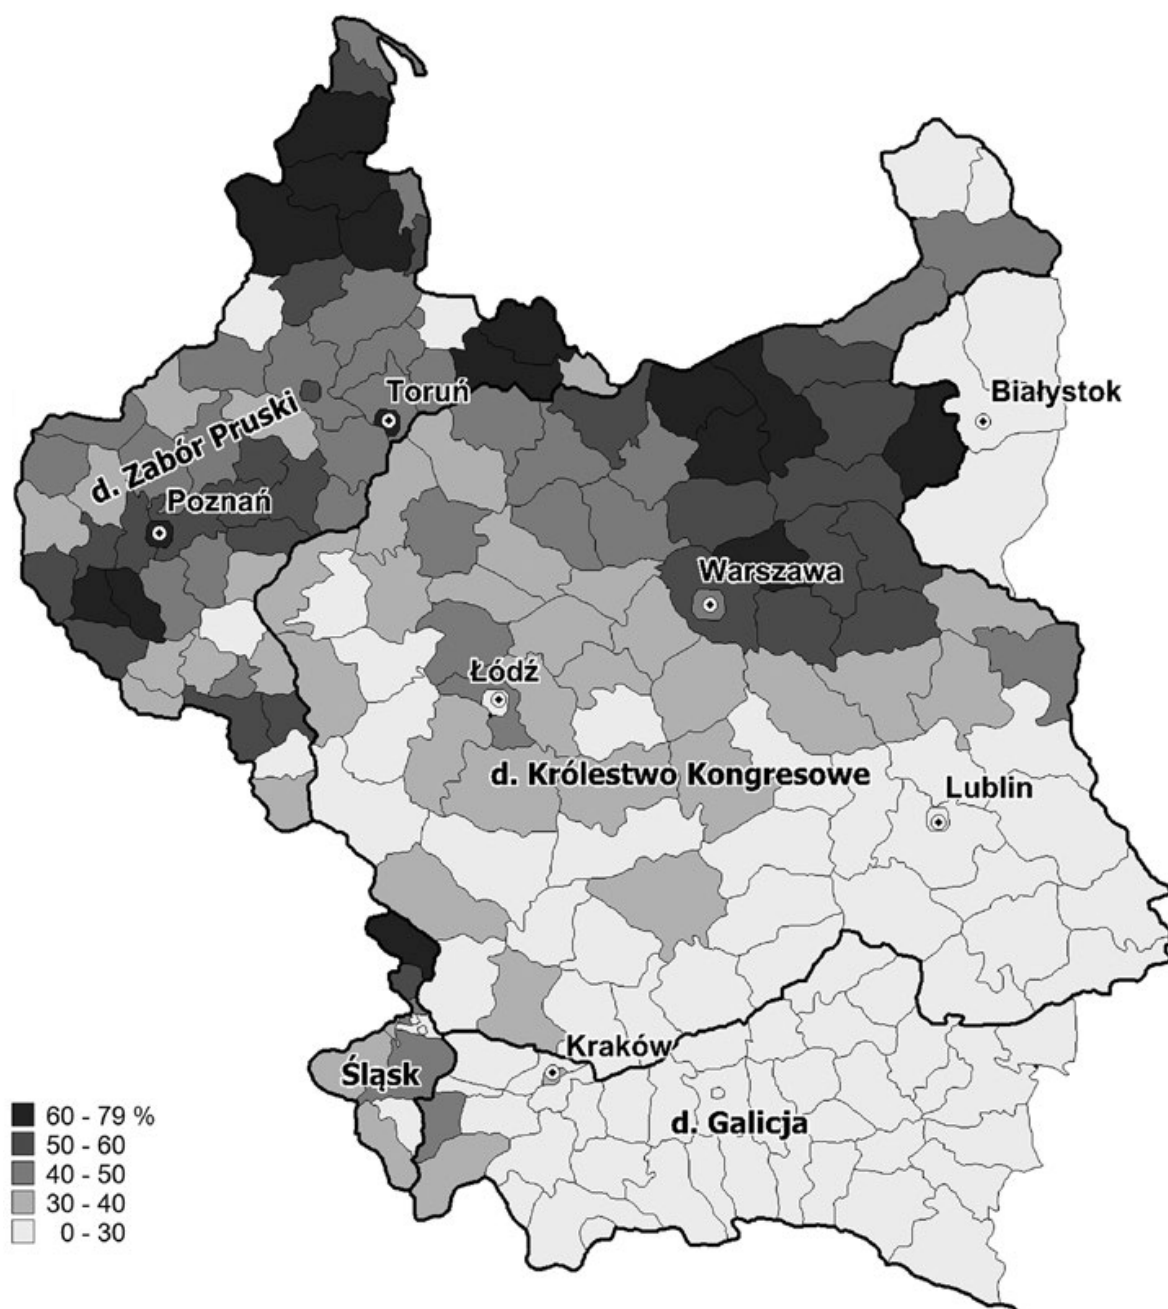 Białystok
Toruń
d. Zabór Pruski
Poznań
Warszawa
Łódź
d. Królestwo Kongresowe
Lublin
Kraków
Śląsk
d. Galicja
60 - 79 %
50 - 60
40 - 50
30 - 40
0 - 30